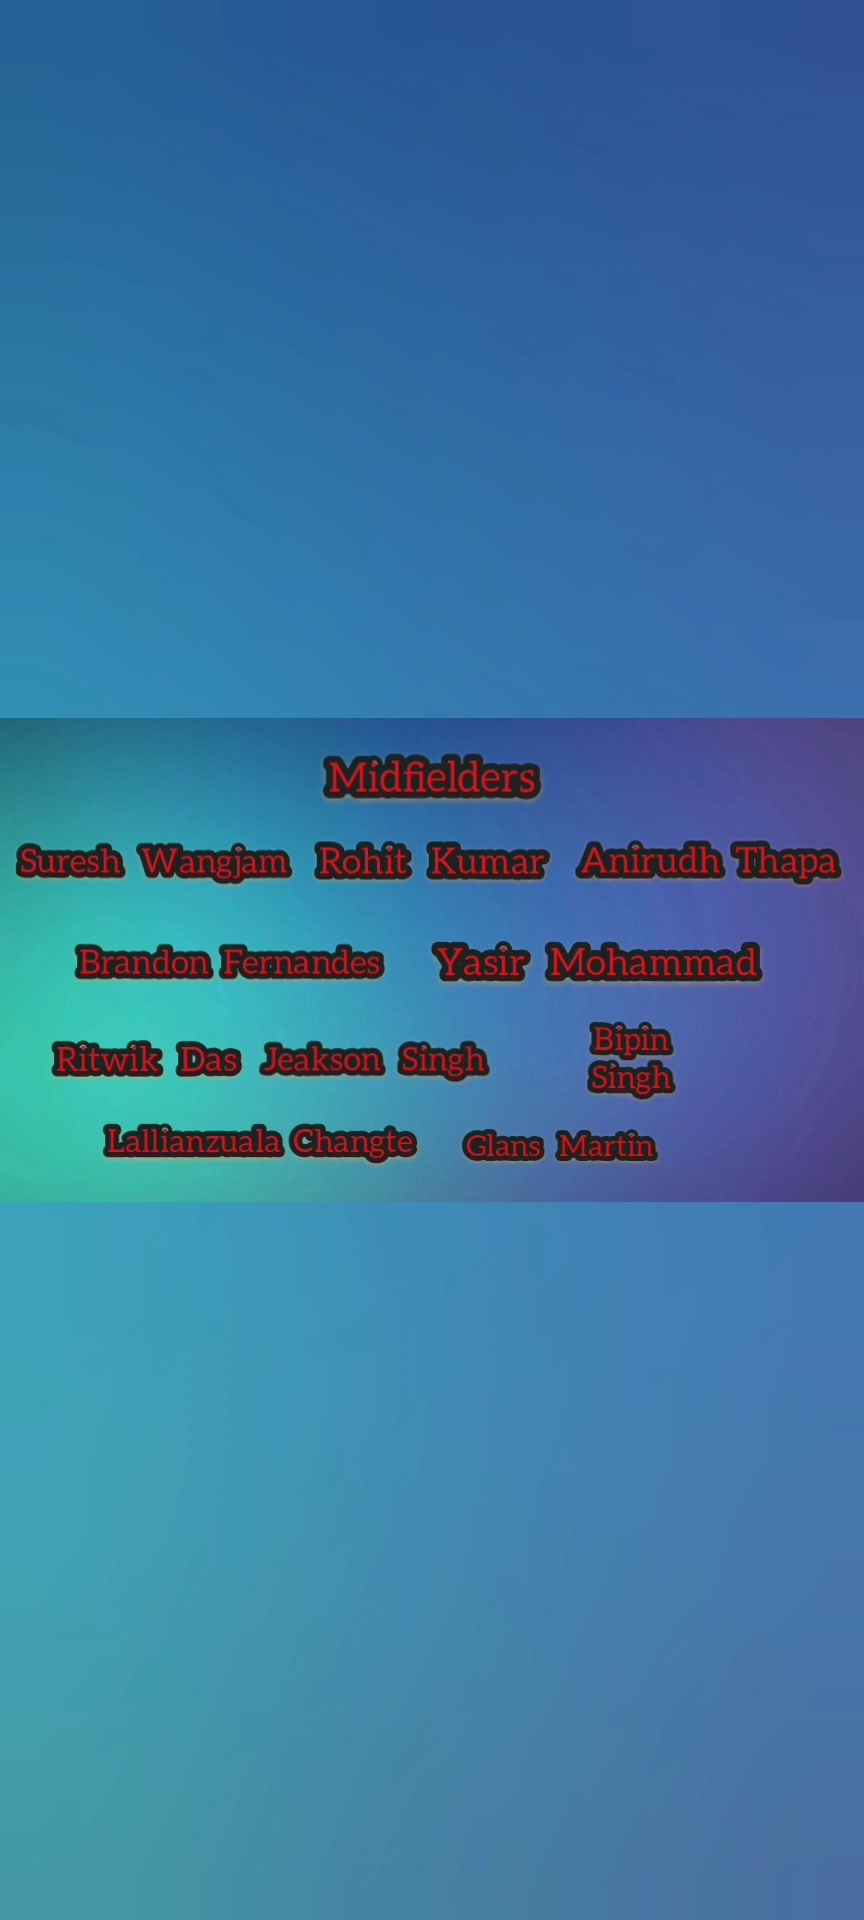 Midfielders
Suresh Wangjam Rohit Kumar Anirudh Thapa
Brandon Fernandes Yasir Mohammad
Ritwik Das Jeakson Singh Bipin
Singh
Lallianzuala Changte Glans Martin